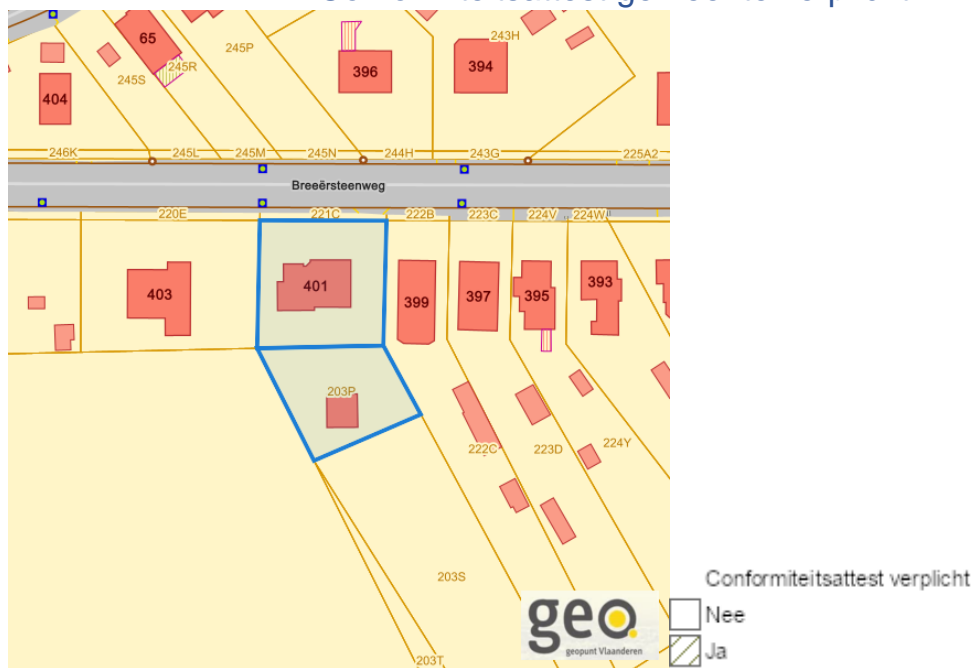 65
245P
243H
245R
245S
396
394
404
246K 245L 245M 245N 244H 243G 225A2
Breeërsteenweg
220E 221C 222B 223C 224V 224W
403
401
399
397
395
393
203P
222C
223D
224Y
203S
geo.
geopunt Vlaanderen
203T
Conformiteitsattest verplicht
Nee
Ja